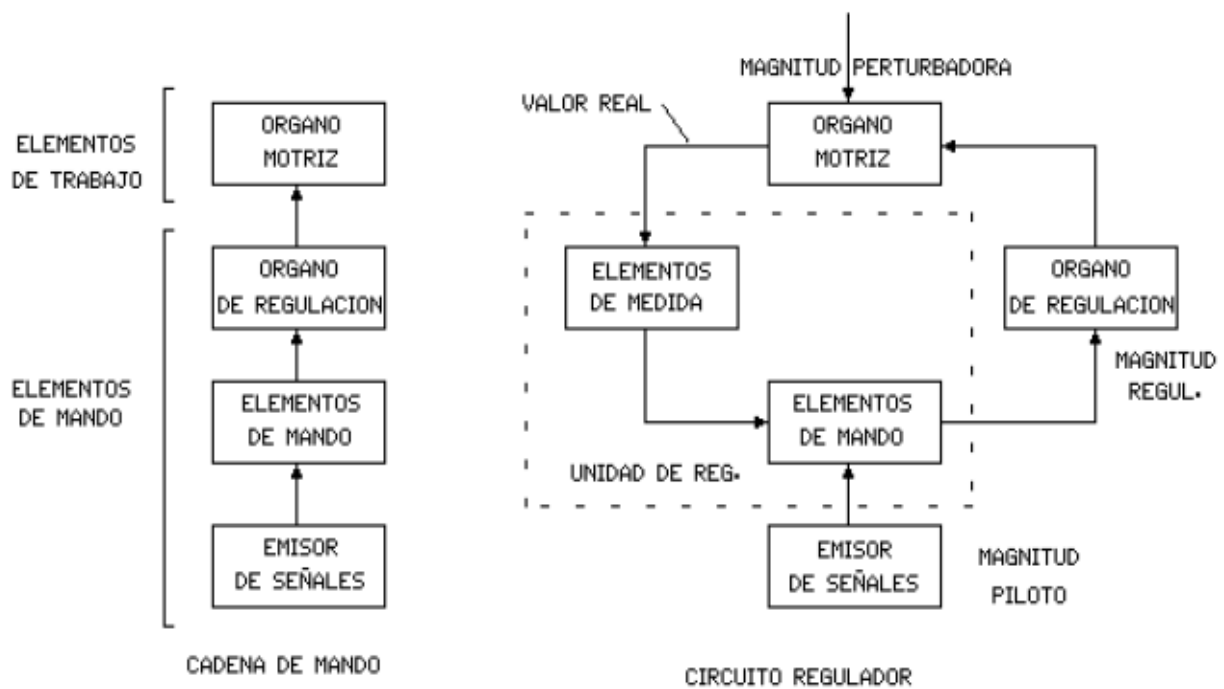 ELEMENTOS
DE TRABAJO
ORGANO
MOTRIZ
ELEMENTOS
DE MANDO
ORGANO
DE REGULACION
ELEMENTOS
DE MANDO
EMISOR
DE SEÑALES
CADENA DE MANDO
MAGNITUD PERTURBADORA
VALOR REAL
ORGANO
MOTRIZ
ELEMENTOS
DE MEDIDA
ORGANO
DE REGULACION
MAGNITUD
REGUL.
ELEMENTOS
DE MANDO
UNIDAD DE REG.
EMISOR
DE SEÑALES
MAGNITUD
PILOTO
CIRCUITO REGULADOR